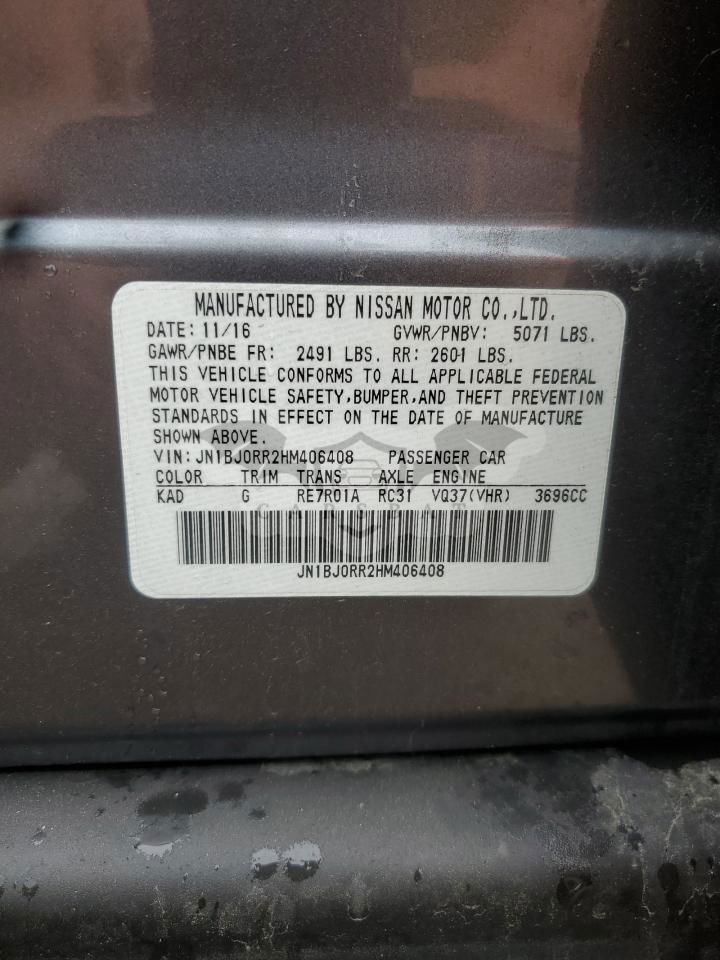 MANUFACTURED BY NISSAN MOTOR CO.,LTD.
DATE: 11/16 GVWR/PNBV: 5071 LBS.
GAWR/PNBE FR: 2491 LBS. RR: 2601 LBS.
THIS VEHICLE CONFORMS TO ALL APPLICABLE FEDERAL
MOTOR VEHICLE SAFETY,BUMPER,AND THEFT PREVENTION
STANDARDS IN EFFECT ON THE DATE OF MANUFACTURE
SHOWN ABOVE.
VIN:JN1BJ0RR2HM406408 PASSENGER CAR
COLOR TRIM TRANS AXLE ENGINE
KAD G RE7R01A RC31 VQ37(VHR) 3696CC
CARSBAT
JN1BJ0RR2HM406408